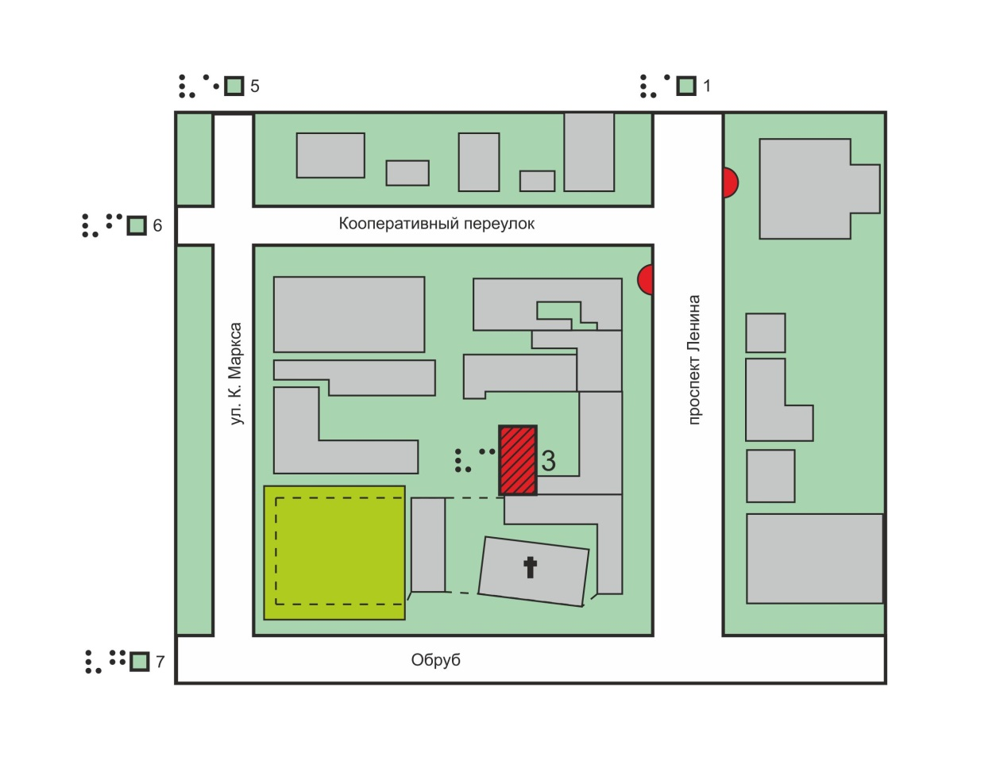 ⠧⠑ 5
⠧⠁ 1
⠧⠋ 6
Кооперативный переулок
ул. К. Маркса
проспект Ленина
⠧⠉ 3
⠧⠛ 7
Обруб